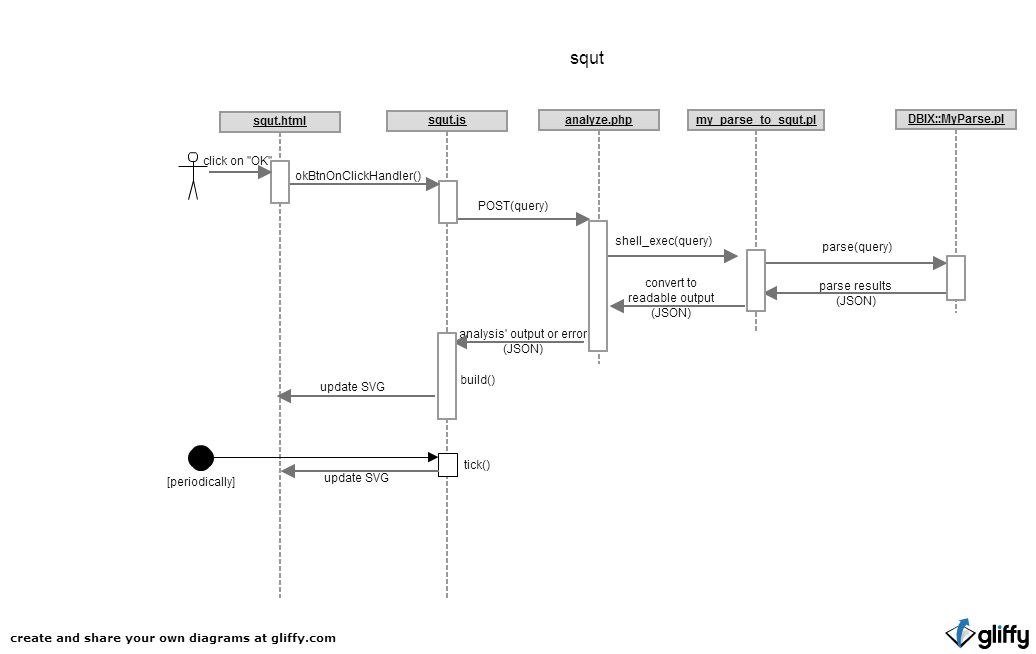 squt
squt.html
squt.js
analyze.php
my_parse_to_squt.pl
DBIX::MyParse.pl
click on "OK"
okBtnOnClickHandler()
POST(query)
shell_exec(query)
parse(query)
convert to
readable output
(JSON)
parse results
(JSON)
analysis' output or error
(JSON)
build()
update SVG
tick()
update SVG
[periodically]
create and share your own diagrams at gliffy.com
gliffy